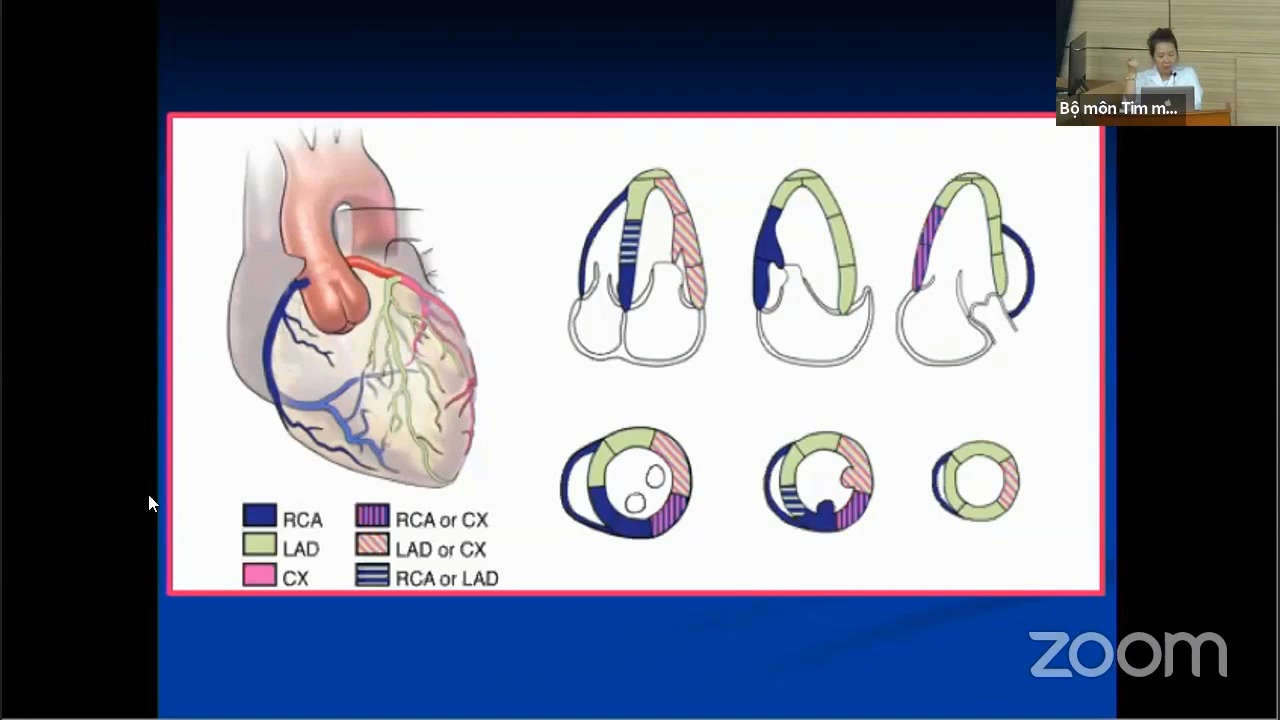 Bộ môn Tim m...
RCA
RCA or CX
LAD
LAD or CX
CX
RCA or LAD
zoom